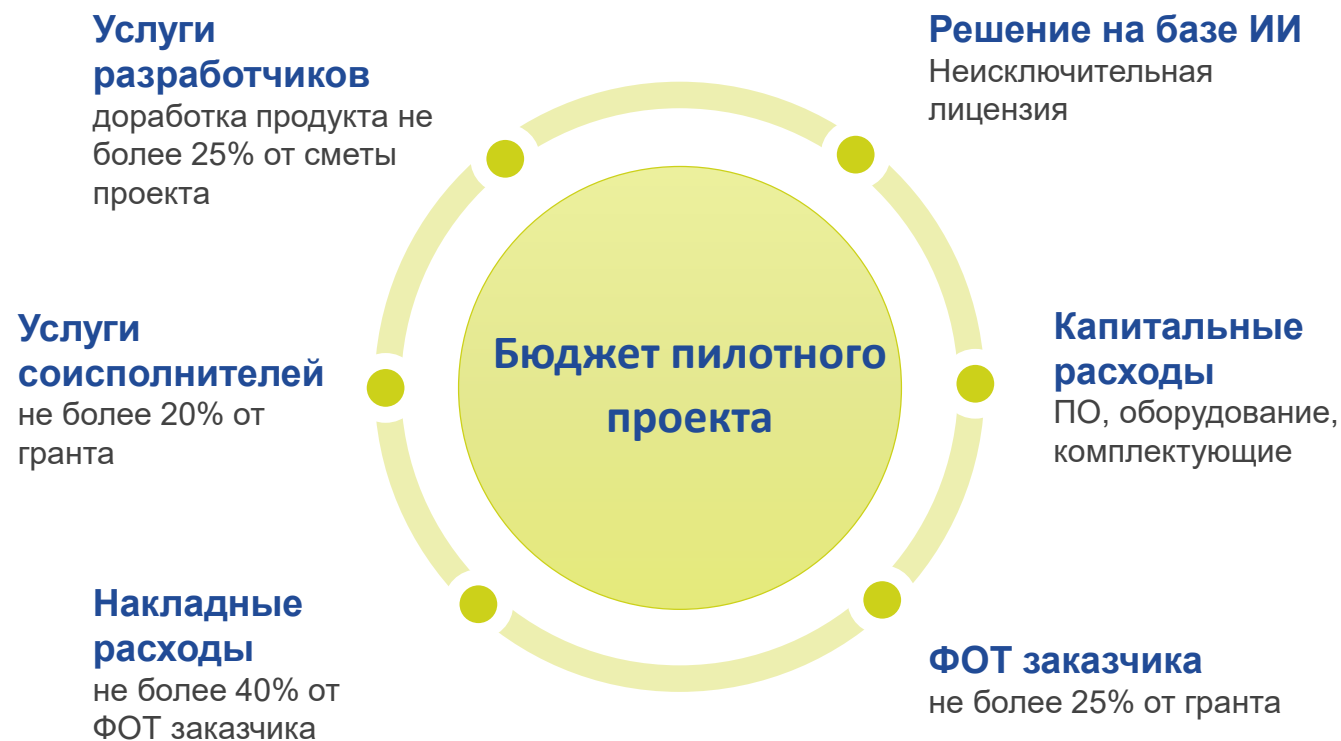 Услуги
разработчиков
доработка продукта не
более 25% от сметы
проекта
Решение на базе ИИ
Неисключительная
лицензия
Услуги
соисполнителей
не более 20% от
гранта
Бюджет пилотного
проекта
Капитальные
расходы
ПО, оборудование,
комплектующие
Накладные
расходы
не более 40% от
ФОТ заказчика
ФОТ заказчика
не более 25% от гранта